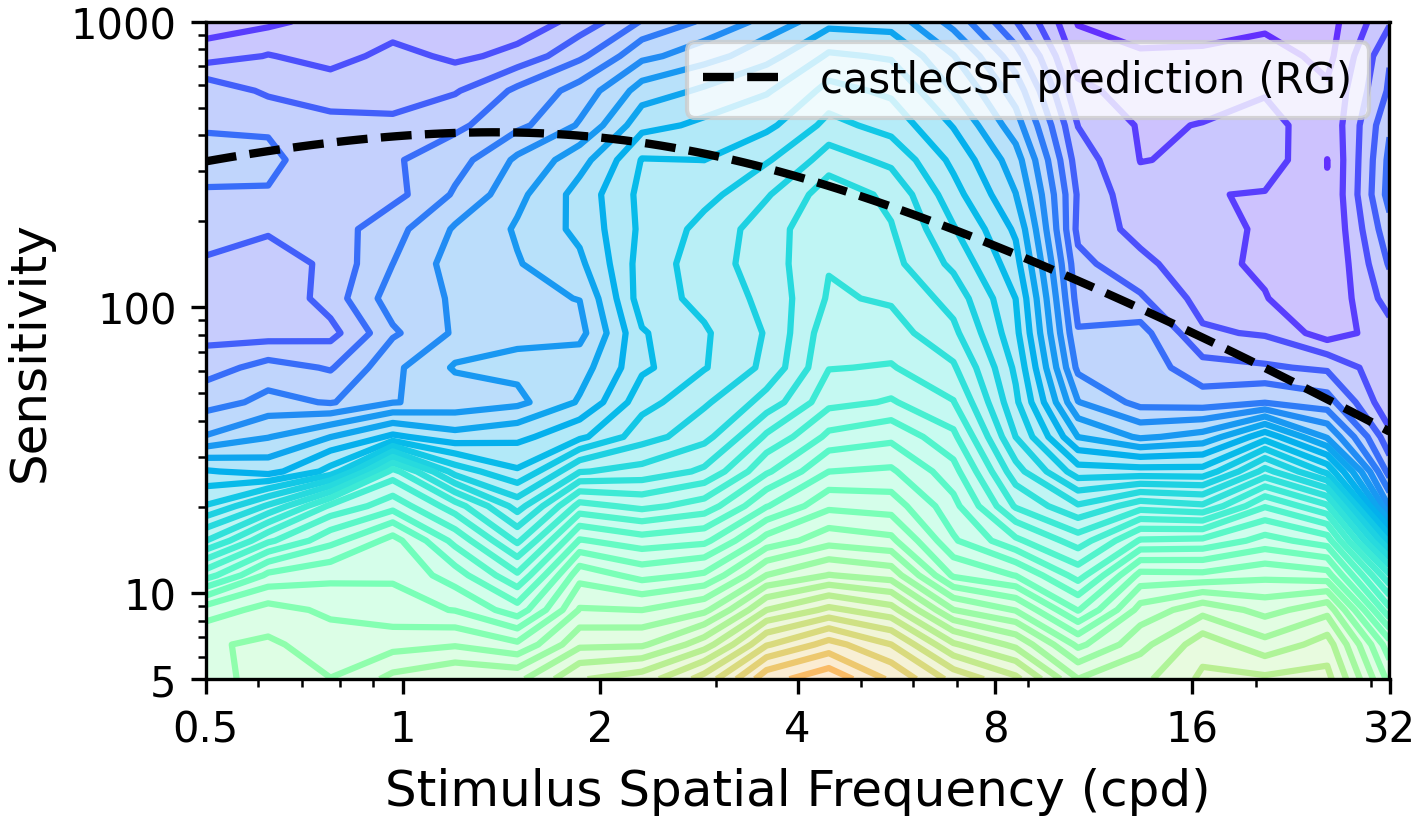 1000
100
10
5
Sensitivity
castleCSF prediction (RG)
0.5 1 2 4 8 16 32
Stimulus Spatial Frequency (cpd)